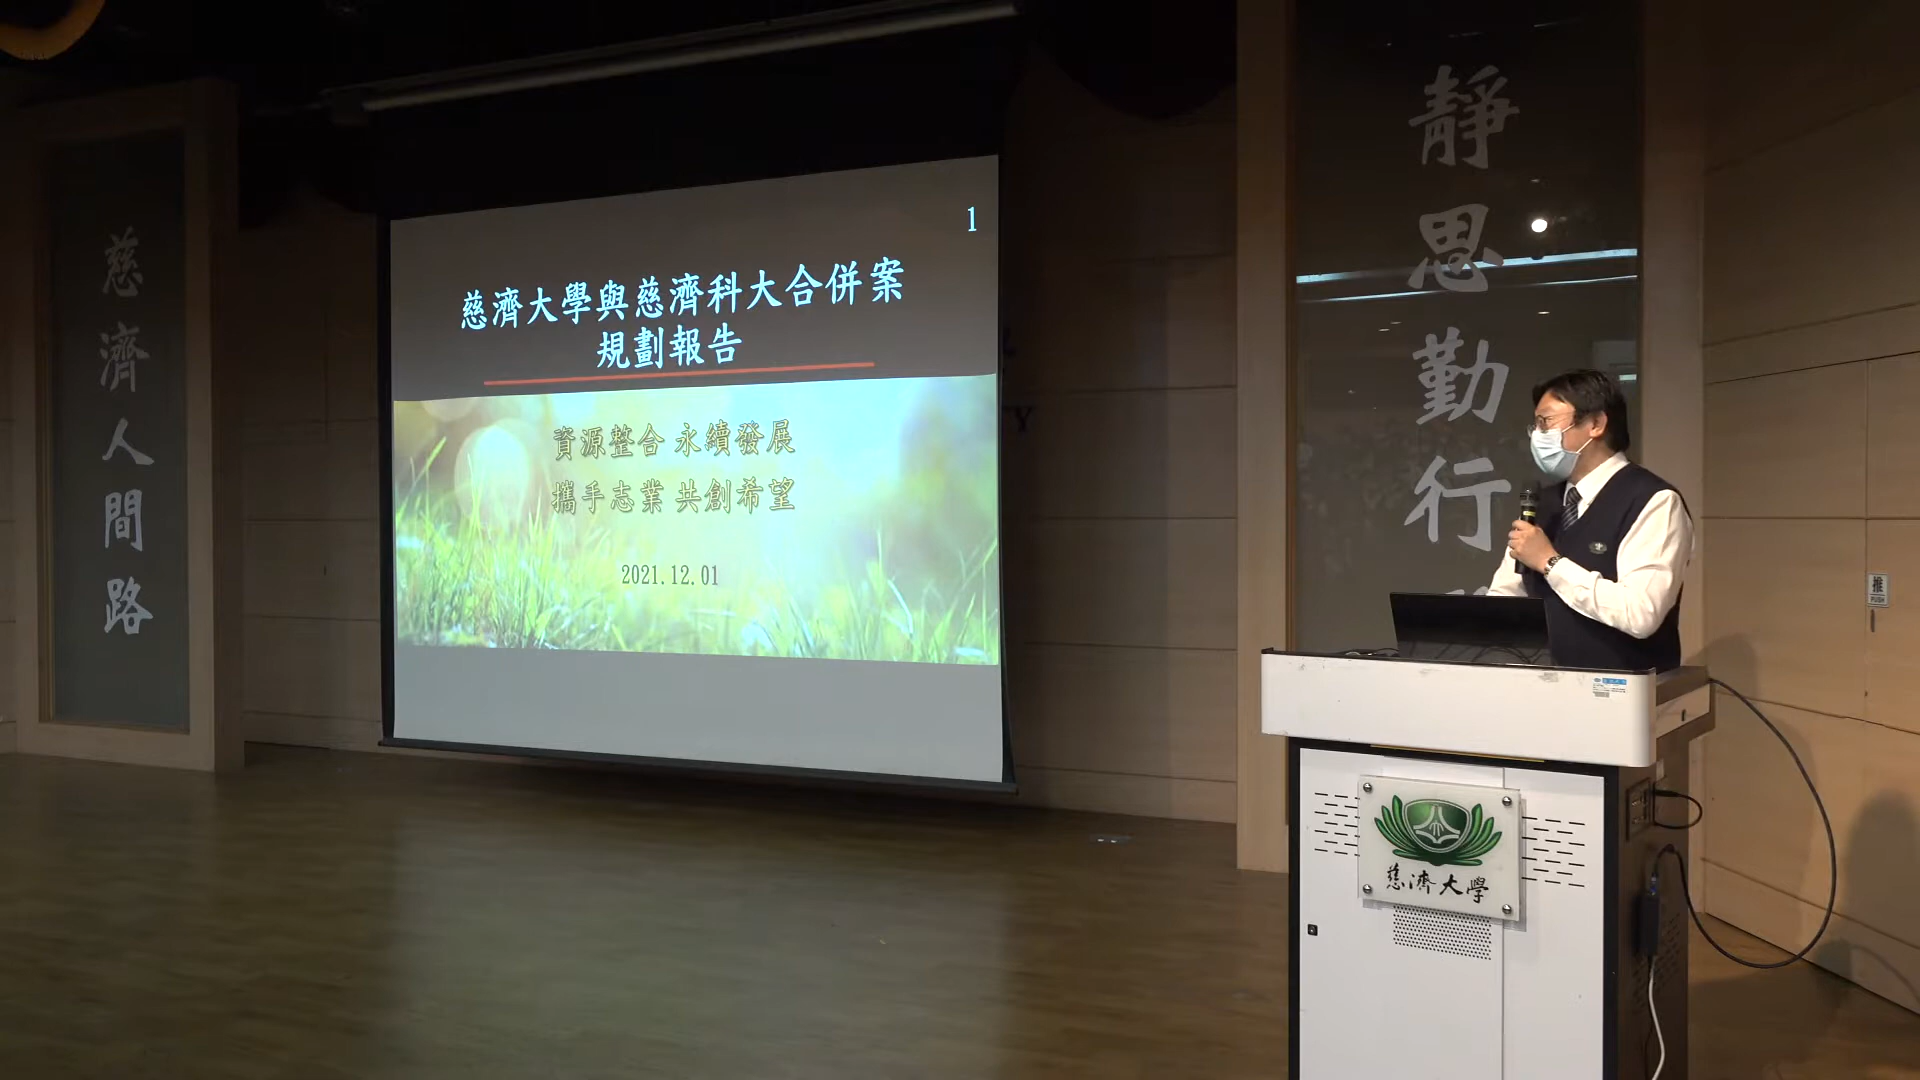 慈濟人間路
1
慈濟大學與慈濟科大合併案
規劃報告
資源整合 永續發展
攜手志業 共創希望
2021.12.01
靜思勤行
慈濟大學
推
PUSH